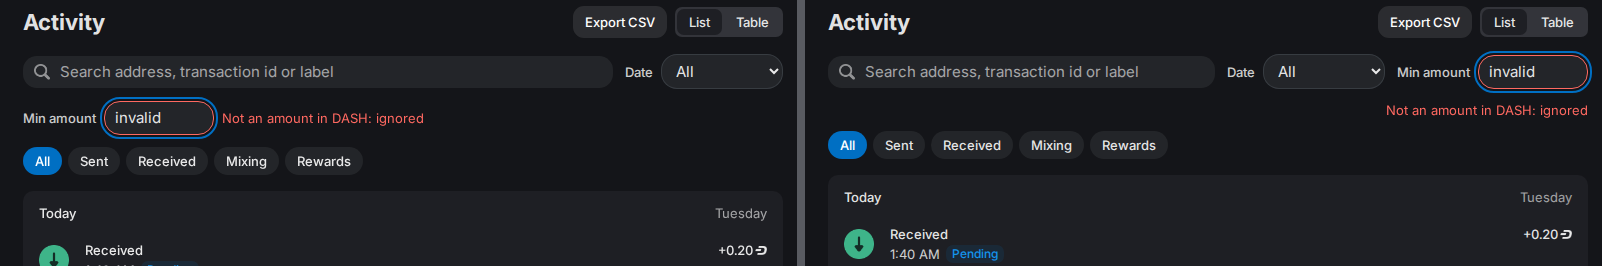 Activity
Export CSV
List
Table
Search address, transaction id or label
Date
All
Min amount
invalid
Not an amount in DASH: ignored
All
Sent
Received
Mixing
Rewards
Today
Tuesday
Received
+0.20
Activity
Export CSV
List
Table
Search address, transaction id or label
Date
All
Min amount
invalid
Not an amount in DASH: ignored
All
Sent
Received
Mixing
Rewards
Today
Tuesday
Received
+0.20
1:40 AM
Pending